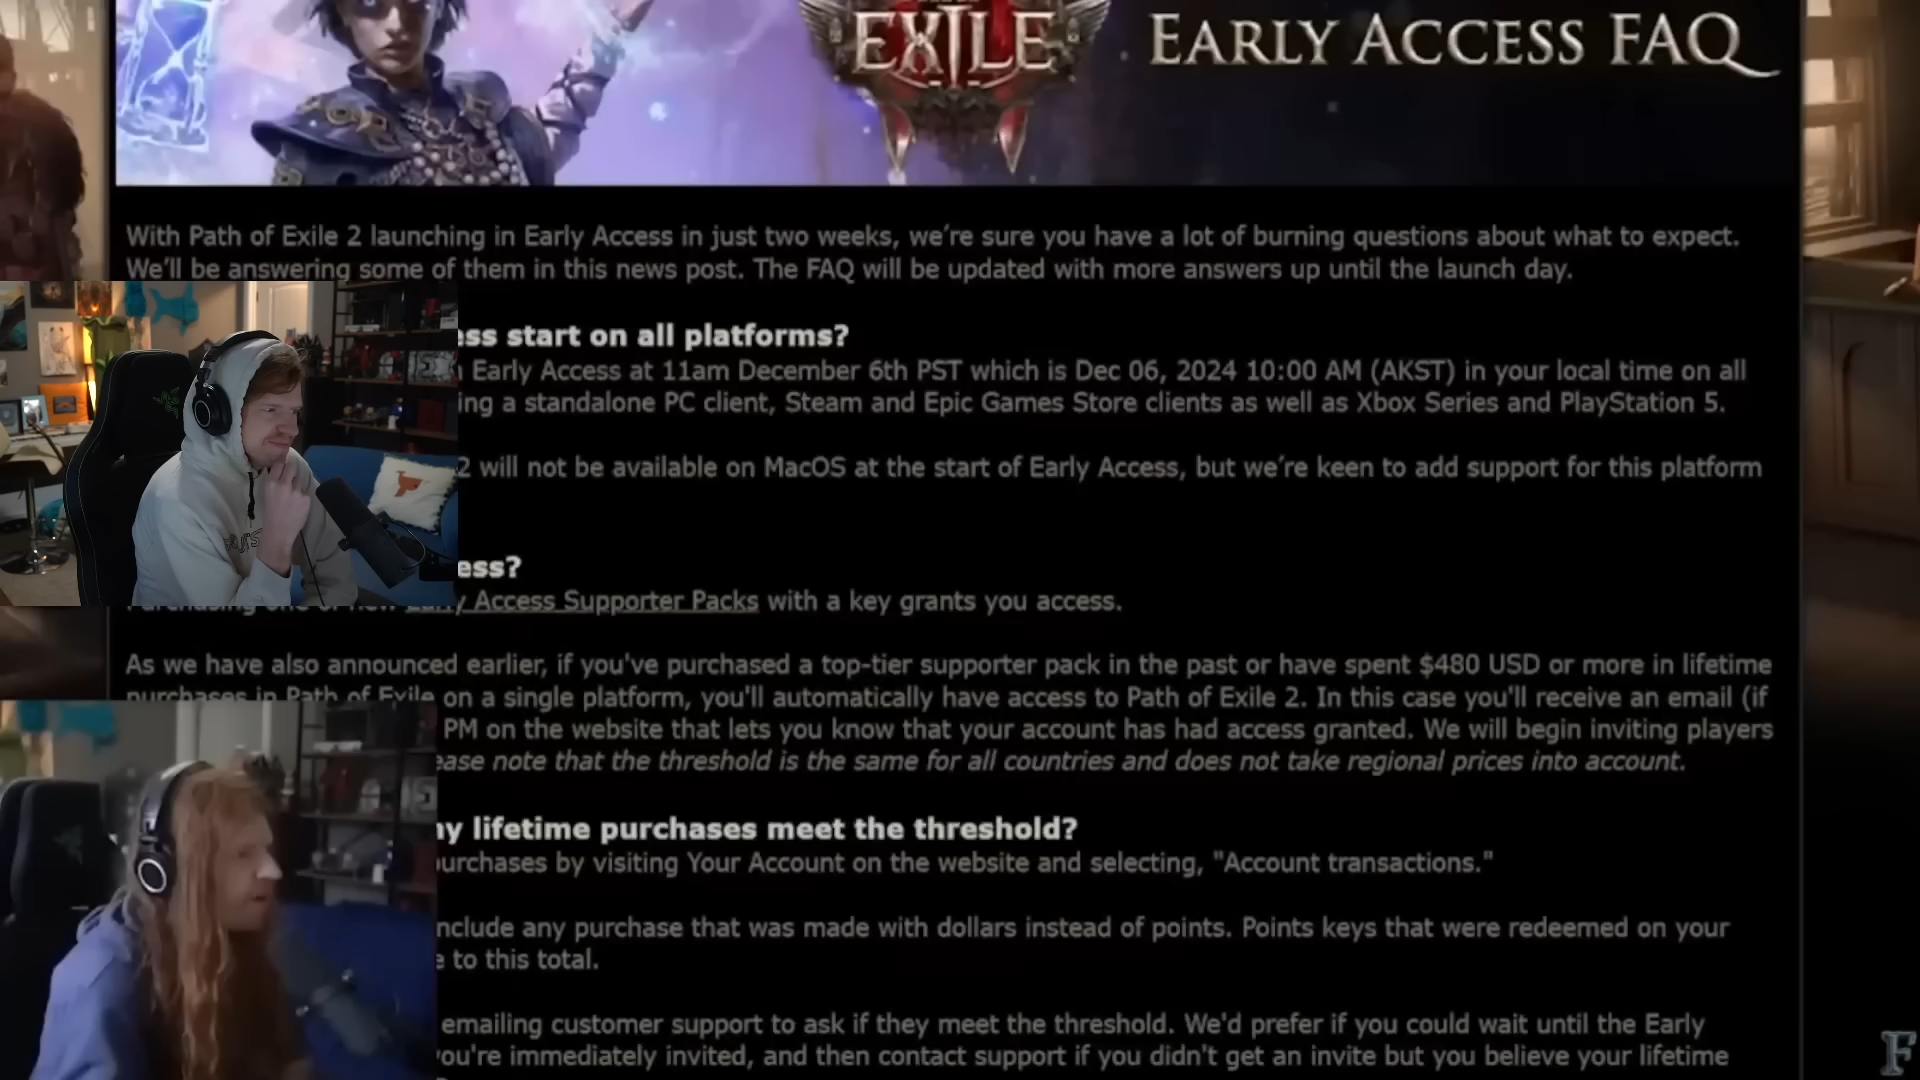 EXILE
EARLY ACCESS FAQ
With Path of Exile 2 launching in Early Access in just two weeks, we're sure you have a lot of burning questions about what to expect.
We'll be answering some of them in this news post. The FAQ will be updated with more answers up until the launch day.
ess start on all platforms?
Early Access at 11am December 6th PST which is Dec 06, 2024 10:00 AM (AKST) in your local time on all
ing a standalone PC client, Steam and Epic Games Store clients as well as Xbox Series and PlayStation 5.
2 will not be available on MacOS at the start of Early Access, but we're keen to add support for this platform
ess?
y Access Supporter Packs with a key grants you access.
As we have also announced earlier, if you've purchased a top-tier supporter pack in the past or have spent $480 USD or more in lifetime
purchases in Path of Exile on a single platform, you'll automatically have access to Path of Exile 2. In this case you'll receive an email (if
PM on the website that lets you know that your account has had access granted. We will begin inviting players
ease note that the threshold is the same for all countries and does not take regional prices into account.
ny lifetime purchases meet the threshold?
urchases by visiting Your Account on the website and selecting, "Account transactions."
nclude any purchase that was made with dollars instead of points. Points keys that were redeemed on your
e to this total.
emailing customer support to ask if they meet the threshold. We'd prefer if you could wait until the Early
you're immediately invited, and then contact support if you didn't get an invite but you believe your lifetime
F